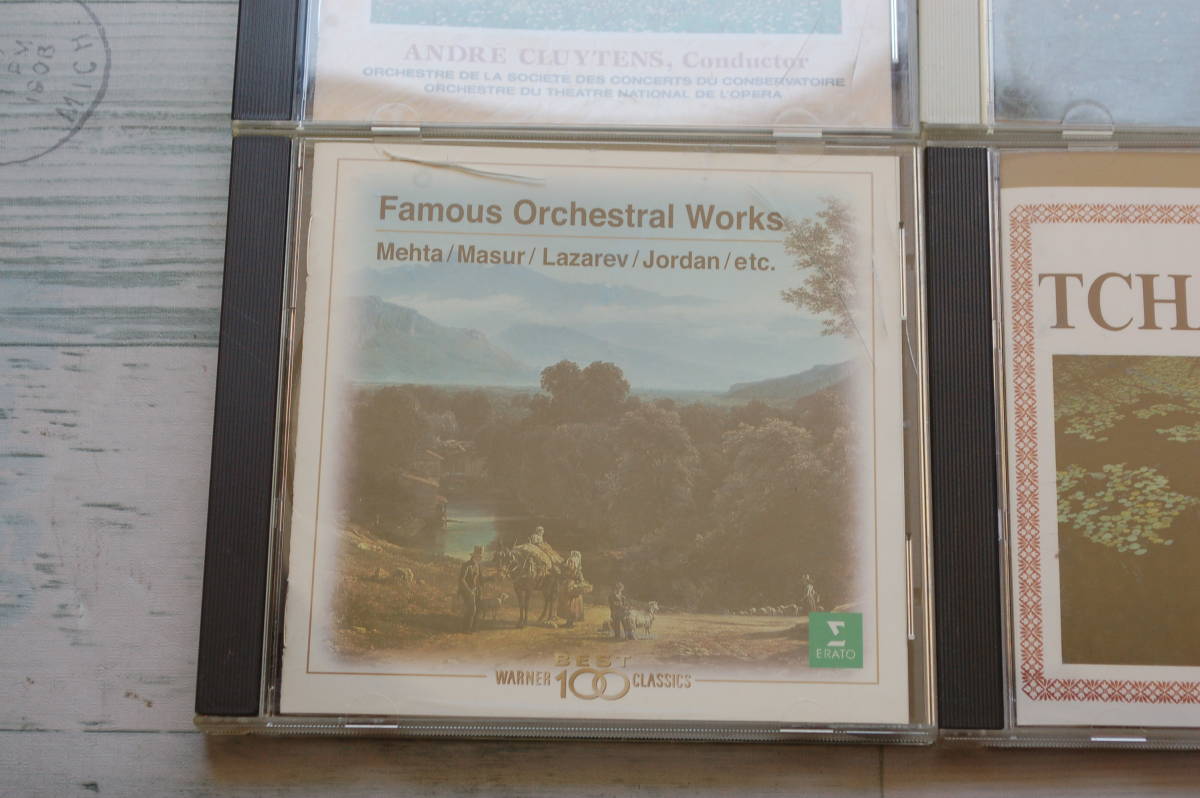 MICH.
ANDRE CLUYTENS, Conductor
ORCHESTRE DE LA SOCIETE DES CONCERTS DU CONSERVATOIRE
ORCHESTRE DU THEATRE NATIONAL DE L'OPERA
Famous Orchestral Works
Mehta/Masur/Lazarev/Jordan/etc.
TCH
ERATO
BEST
WARNER 100 CLASSICS